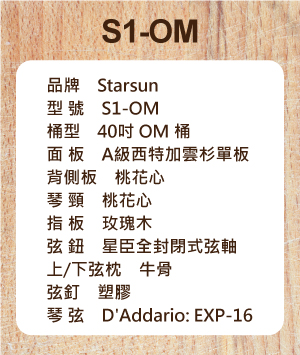 S1-OM
品牌 Starsun
型 號 S1-OM
桶型 40吋 OM 桶
面 板 A級西特加雲杉單板
背側板 桃花心
琴 頸 桃花心
指 板 玫瑰木
弦 鈕 星臣全封閉式弦軸
上/下弦枕 牛骨
弦釘 塑膠
琴 弦 D'Addario: EXP-16